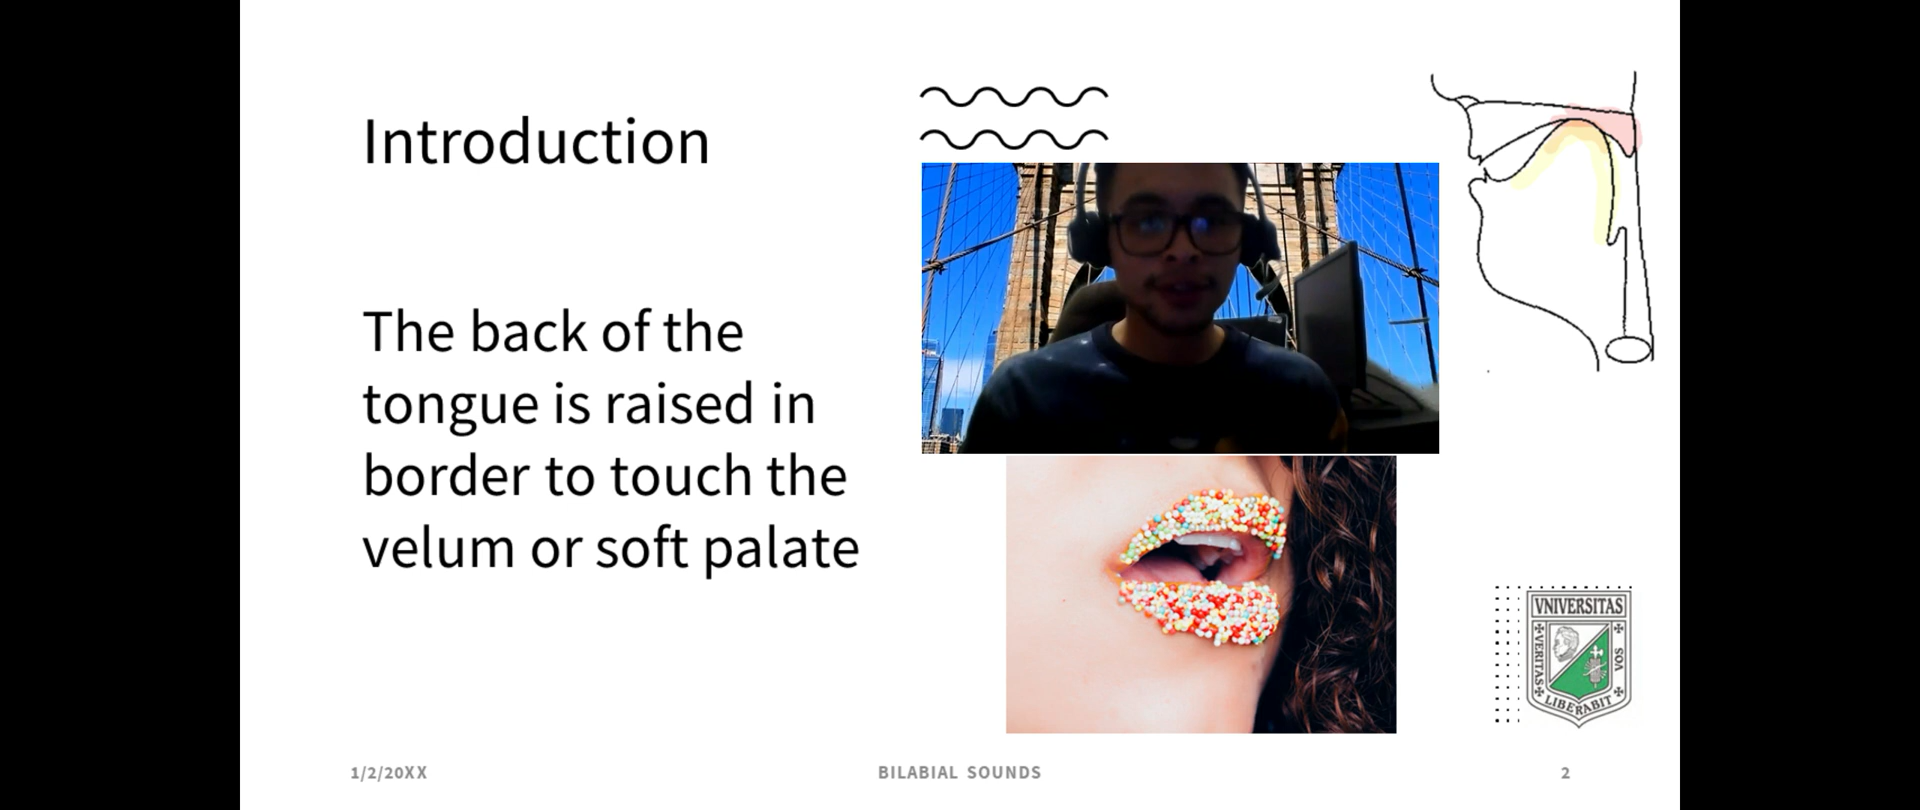 Introduction
The back of the
tongue is raised in
border to touch the
velum or soft palate
VNIVERSITAS
VERITAS
VOS
LIBERABIT
1/2/20XX
BILABIAL SOUNDS
2